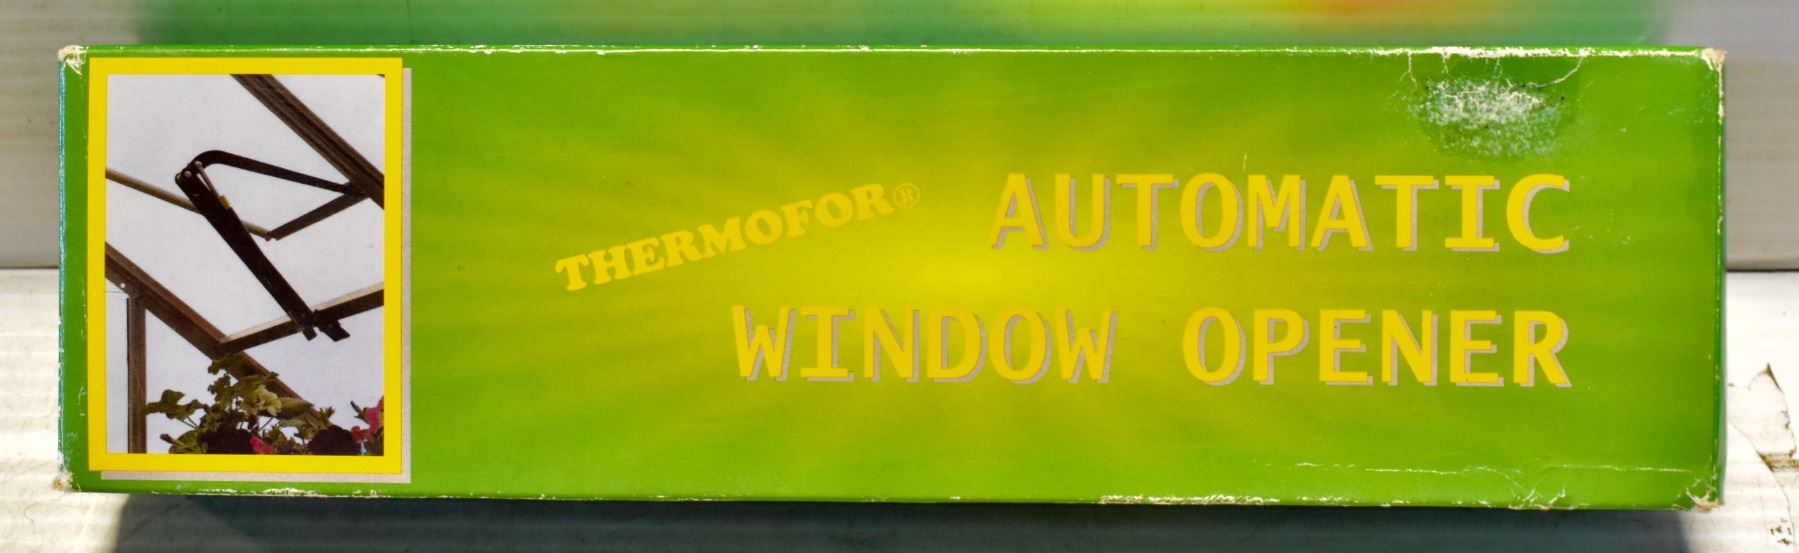 THERMOFOR® AUTOMATIC
WINDOW OPENER